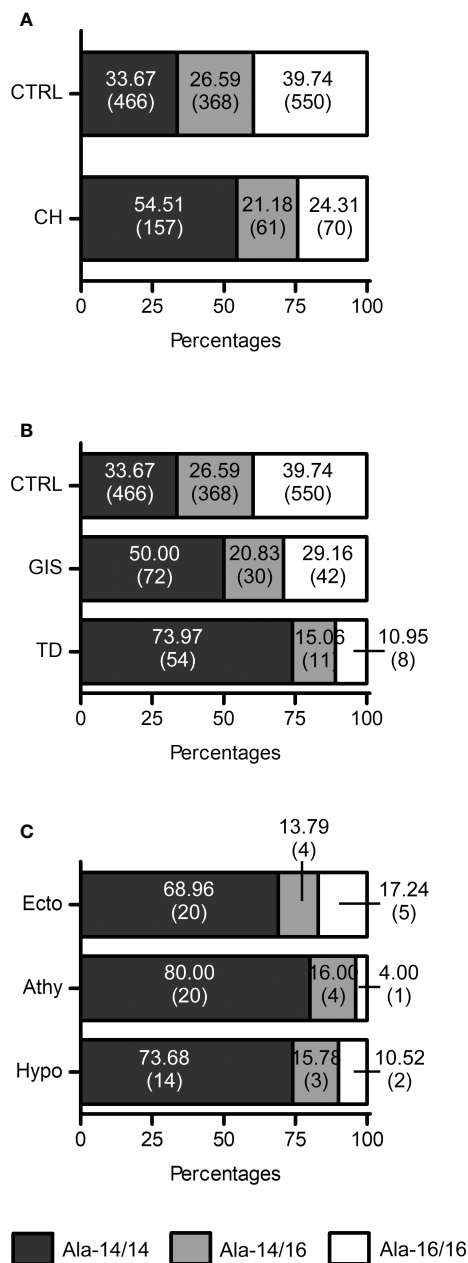 A
CTRL
33.67 26.59 39.74
(466) (368) (550)
CH
54.51 21.18 24.31
(157) (61) (70)
0 25 50 75 100
Percentages
B
CTRL
33.67 26.59 39.74
(466) (368) (550)
GIS
50.00 20.83 29.16
(72) (30) (42)
TD
73.97 15.06 10.95
(54) (11) (8)
0 25 50 75 100
Percentages
C
13.79
(4)
Ecto
68.96 17.24
(20) (5)
Athy
80.00 16.00 4.00
(20) (4) (1)
Hypo
73.68 15.78 10.52
(14) (3) (2)
0 25 50 75 100
Percentages
Ala-14/14 Ala-14/16 Ala-16/16